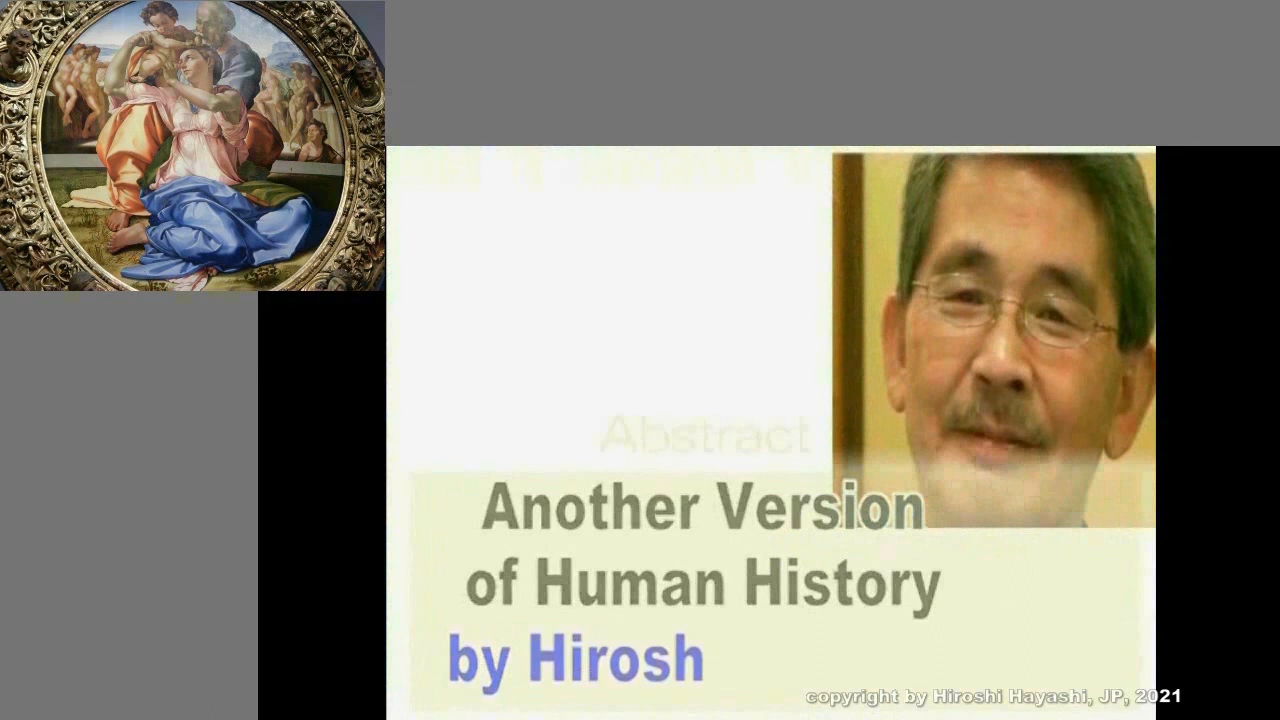 Abstract
Another Version
of Human History
by Hirosh
copyright by Hiroshi Hayashi, JP, 2021